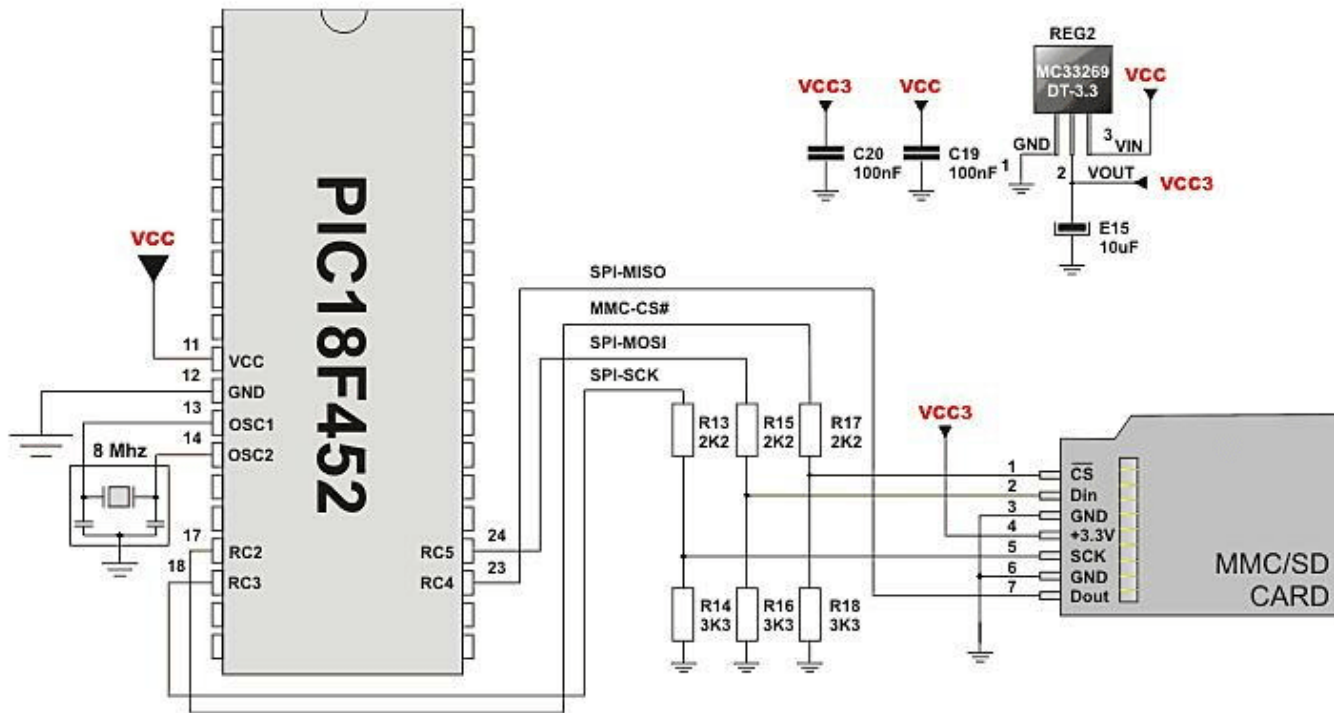 REG2
MC33269
DT-3.3
VCC3
VCC
VCC
C20
100nF
C19
100nF
GND
1
2
3
VIN
VOUT
VCC3
E15
10uF
PIC18F452
VCC
11
VCC
12
GND
13
OSC1
14
OSC2
8 Mhz
17
RC2
18
RC3
24
RC5
23
RC4
SPI-MISO
MMC-CS#
SPI-MOSI
SPI-SCK
R13
2K2
R15
2K2
R17
2K2
R14
3K3
R16
3K3
R18
3K3
VCC3
1 CS
2 Din
3 GND
4 +3.3V
5 SCK
6 GND
7 Dout
MMC/SD
CARD